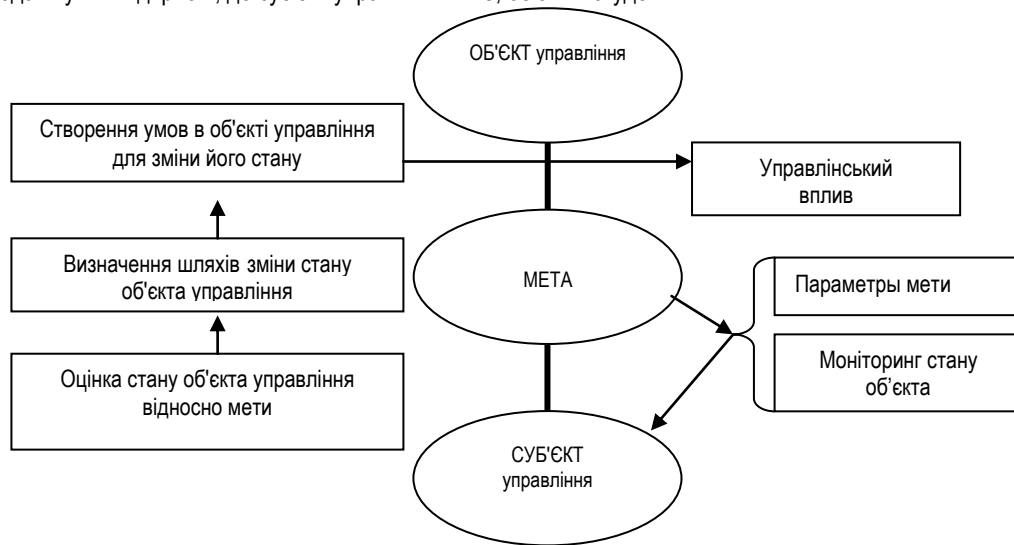 ОБ'ЄКТ управління
Створення умов в об'єкті управління
для зміни його стану
Управлінський
вплив
Визначення шляхів зміни стану
об'єкта управління
МЕТА
Параметры мети
Моніторинг стану
об’єкта
Оцінка стану об'єкта управління
відносно мети
СУБ'ЄКТ
управління